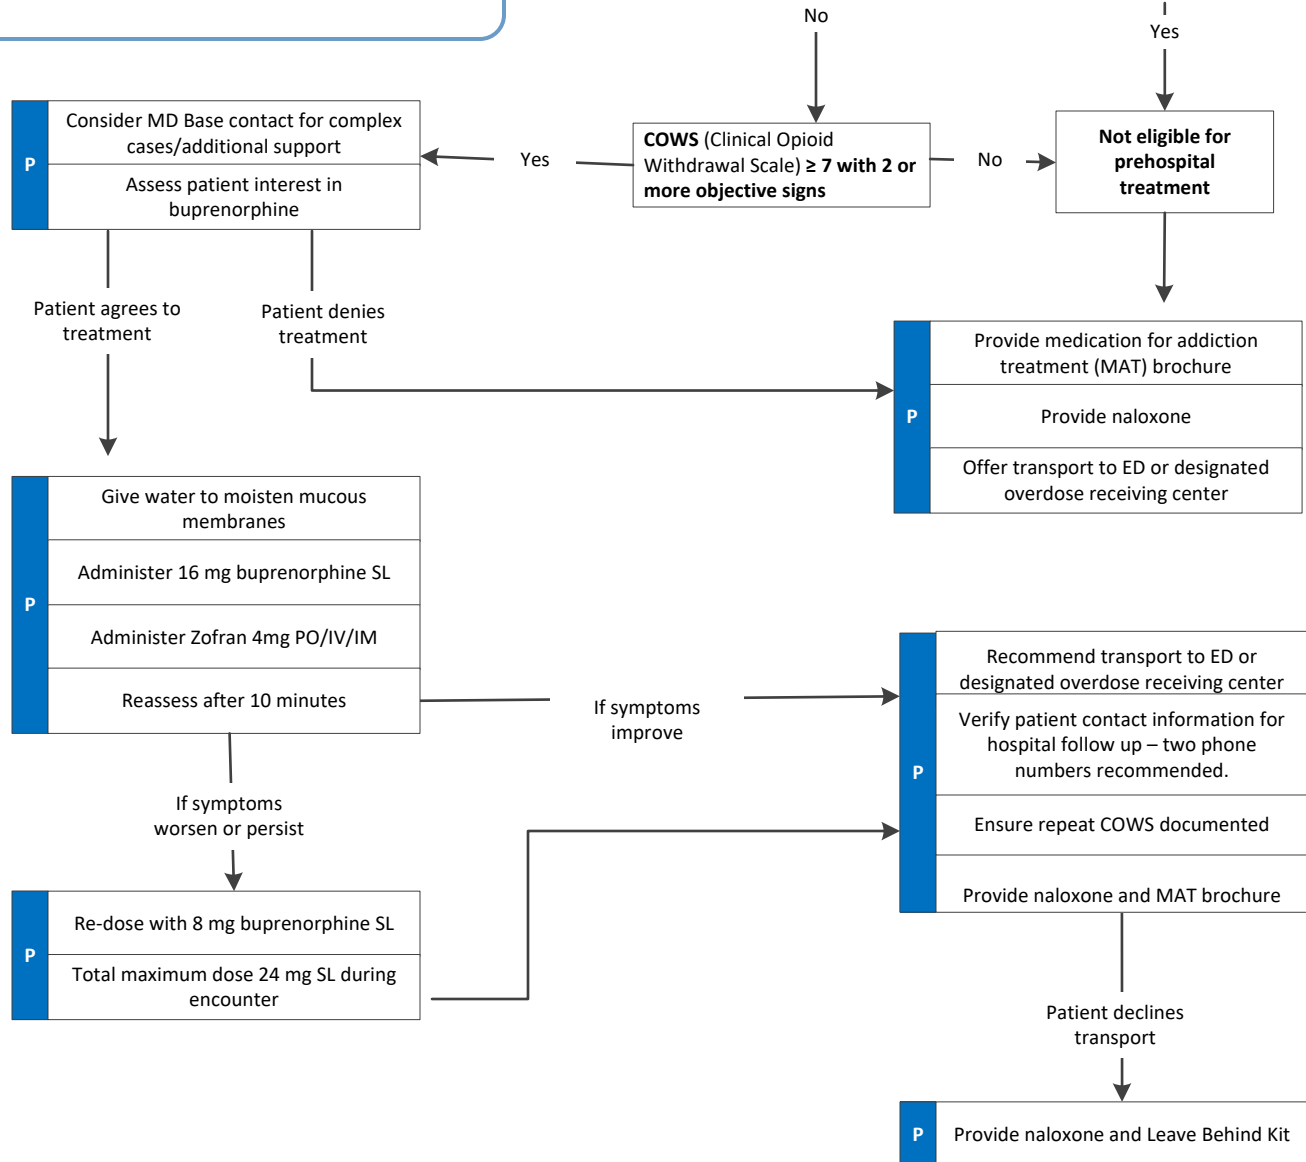 No
Yes
P
Consider MD Base contact for complex
cases/additional support
Assess patient interest in
buprenorphine
Yes
COWS (Clinical Opioid
Withdrawal Scale) ≥ 7 with 2 or
more objective signs
No
Not eligible for
prehospital
treatment
Patient agrees to
treatment
Patient denies
treatment
P
Provide medication for addiction
treatment (MAT) brochure
Provide naloxone
Offer transport to ED or designated
overdose receiving center
P
Give water to moisten mucous
membranes
Administer 16 mg buprenorphine SL
Administer Zofran 4mg PO/IV/IM
Reassess after 10 minutes
If symptoms
improve
P
Recommend transport to ED or
designated overdose receiving center
Verify patient contact information for
hospital follow up – two phone
numbers recommended.
Ensure repeat COWS documented
Provide naloxone and MAT brochure
If symptoms
worsen or persist
P
Re-dose with 8 mg buprenorphine SL
Total maximum dose 24 mg SL during
encounter
Patient declines
transport
P
Provide naloxone and Leave Behind Kit